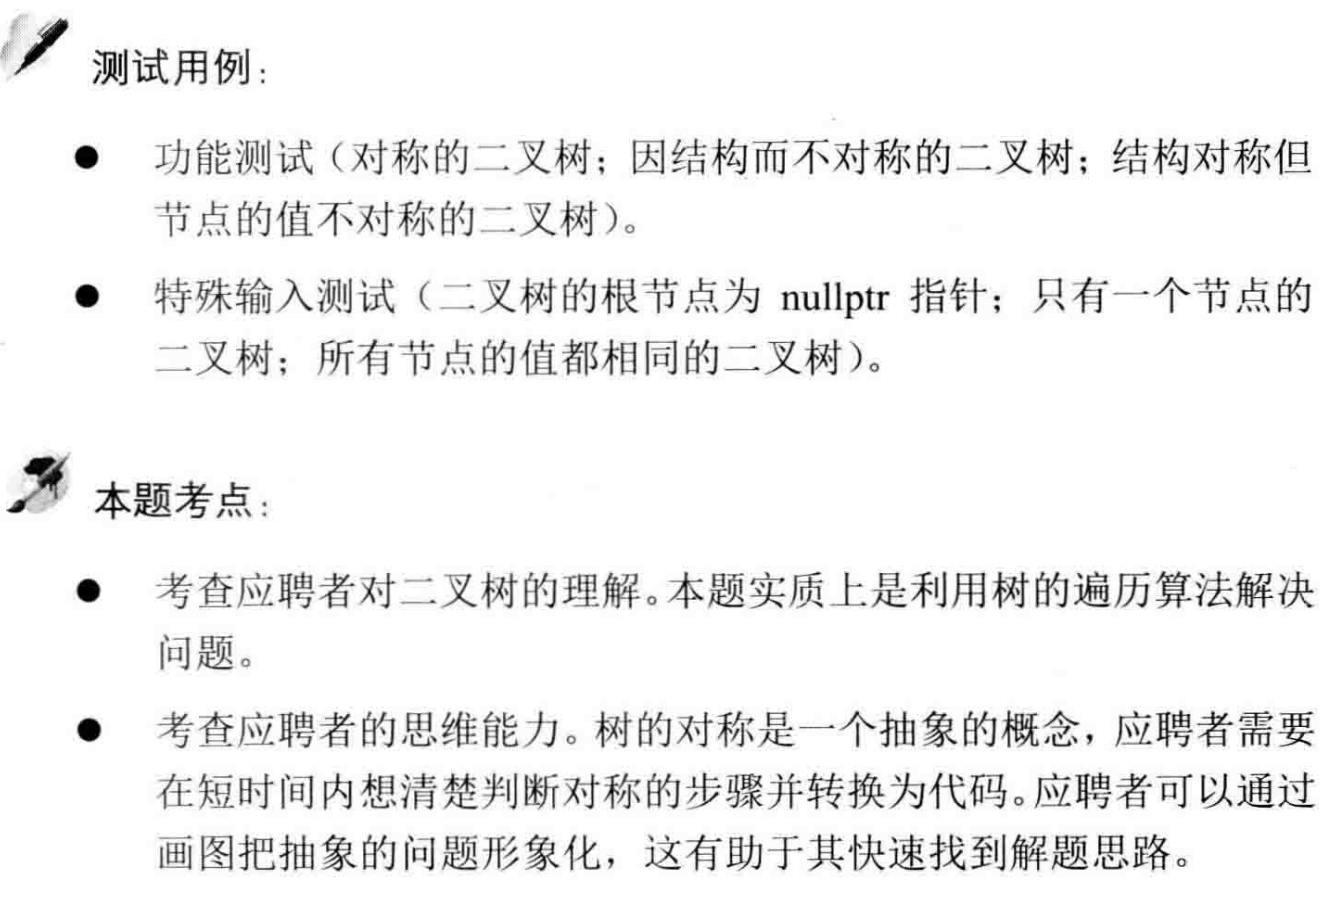 测试用例：
● 功能测试（对称的二叉树；因结构而不对称的二叉树；结构对称但
节点的值不对称的二叉树）。
● 特殊输入测试（二叉树的根节点为 nullptr 指针；只有一个节点的
二叉树；所有节点的值都相同的二叉树）。
本题考点：
● 考查应聘者对二叉树的理解。本题实质上是利用树的遍历算法解决
问题。
● 考查应聘者的思维能力。树的对称是一个抽象的概念，应聘者需要
在短时间内想清楚判断对称的步骤并转换为代码。应聘者可以通过
画图把抽象的问题形象化，这有助于其快速找到解题思路。